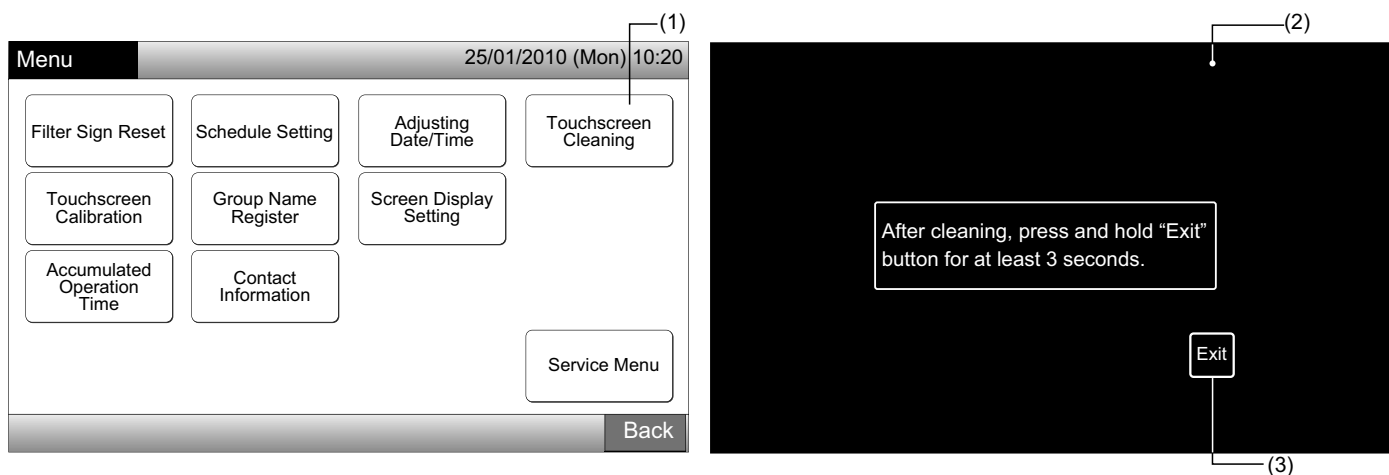 (1)
(2)
Menu
25/01/2010 (Mon) 10:20
Filter Sign Reset
Schedule Setting
Adjusting
Date/Time
Touchscreen
Cleaning
Touchscreen
Calibration
Group Name
Register
Screen Display
Setting
Accumulated
Operation
Time
Contact
Information
Service Menu
Back
After cleaning, press and hold “Exit”
button for at least 3 seconds.
Exit
(3)